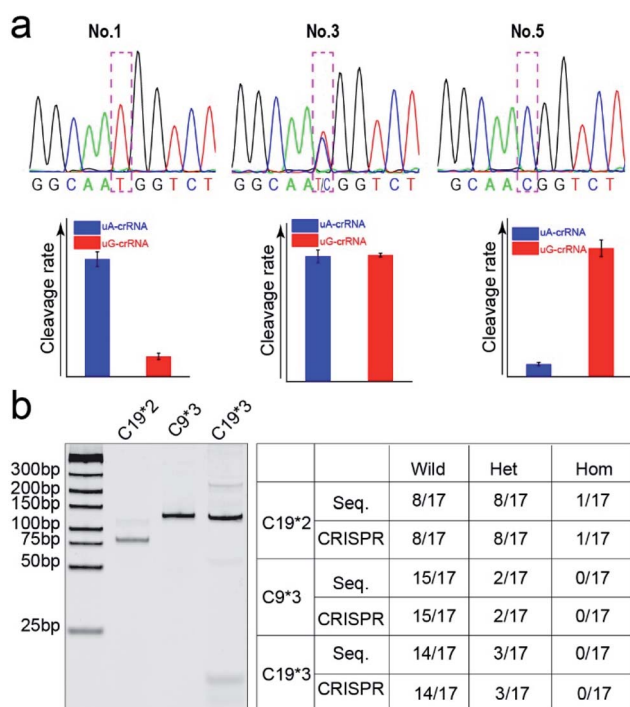 a
No.1 No.3 No.5
GGCAATGGTCT GGCAAT/CGGTCT GCAACGGTCT
uA-crRNA uA-crRNA uA-crRNA
uG-crRNA uG-crRNA uG-crRNA
Cleavage rate Cleavage rate Cleavage rate
b
C19*2 C9*3 C19*3
300bp
200bp
150bp
100bp
75bp
50bp
25bp
Wild Het Hom
C19*2 Seq. 8/17 8/17 1/17
CRISPR 8/17 8/17 1/17
C9*3 Seq. 15/17 2/17 0/17
CRISPR 15/17 2/17 0/17
C19*3 Seq. 14/17 3/17 0/17
CRISPR 14/17 3/17 0/17